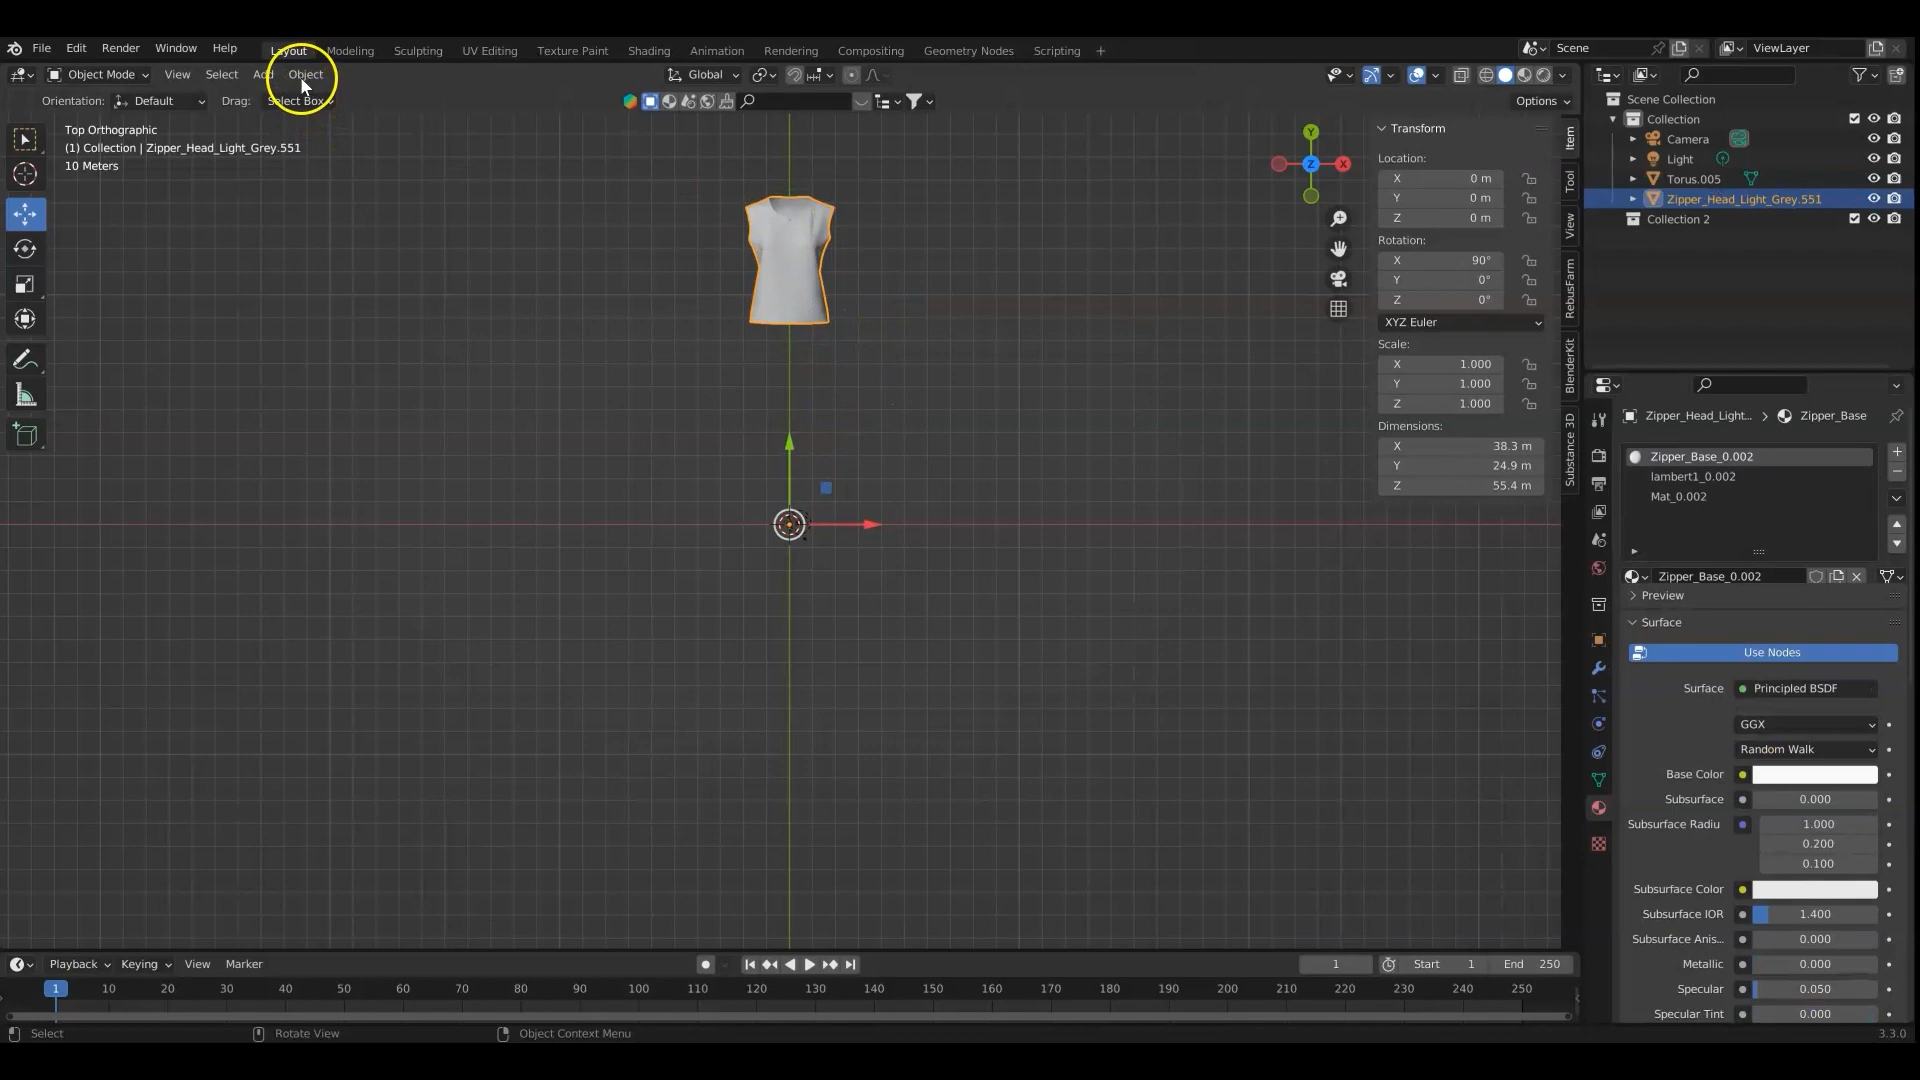 File Edit Render Window Help Layout Modeling Sculpting UV Editing Texture Paint Shading Animation Rendering Compositing Geometry Nodes Scripting + Scene ViewLayer
Object Mode View Select Add Object Global
Orientation: Default Drag: Select Box Options
Top Orthographic
(1) Collection | Zipper_Head_Light_Grey.551
10 Meters
Y
Z
X
Transform
Location:
X 0 m
Y 0 m
Z 0 m
Rotation:
X 90°
Y 0°
Z 0°
XYZ Euler
Scale:
X 1.000
Y 1.000
Z 1.000
Dimensions:
X 38.3 m
Y 24.9 m
Z 55.4 m
Item
Tool
View
RebusFarm
BlenderKit
Substance 3D
Scene Collection
Collection
Camera
Light
Torus.005
Zipper_Head_Light_Grey.551
Collection 2
Zipper_Head_Light... > Zipper_Base
Zipper_Base_0.002
lambert1_0.002
Mat_0.002
Zipper_Base_0.002
Preview
Surface
Use Nodes
Surface Principled BSDF
GGX
Random Walk
Base Color
Subsurface 0.000
Subsurface Radiu 1.000
0.200
0.100
Subsurface Color
Subsurface IOR 1.400
Subsurface Anis... 0.000
Metallic 0.000
Specular 0.050
Specular Tint 0.000
Playback Keying View Marker 1 Start 1 End 250
1 10 20 30 40 50 60 70 80 90 100 110 120 130 140 150 160 170 180 190 200 210 220 230 240 250
Select Rotate View Object Context Menu 3.3.0